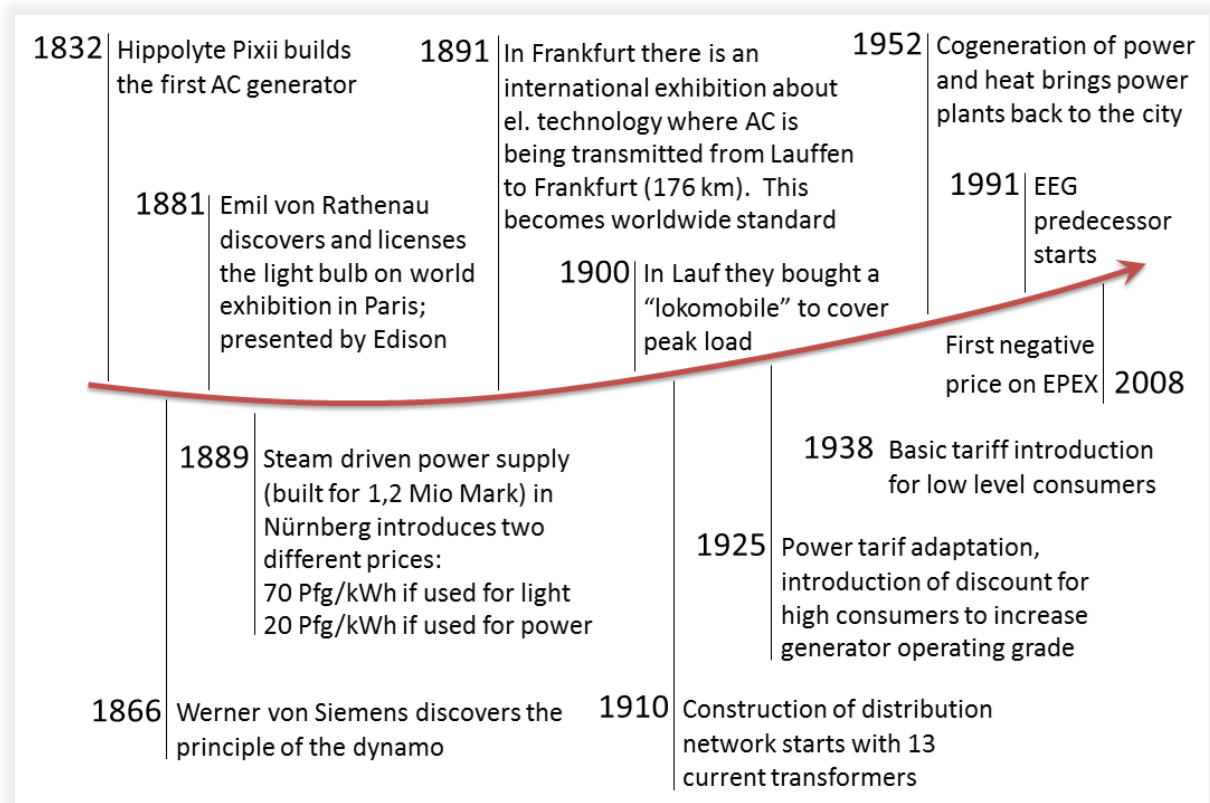 1832 Hippolyte Pixii builds
the first AC generator
1881 Emil von Rathenau
discovers and licenses
the light bulb on world
exhibition in Paris;
presented by Edison
1891 In Frankfurt there is an
international exhibition about
el. technology where AC is
being transmitted from Lauffen
to Frankfurt (176 km). This
becomes worldwide standard
1900 In Lauf they bought a
"lokomobile" to cover
peak load
1952 Cogeneration of power
and heat brings power
plants back to the city
1991 EEG
predecessor
starts
First negative
price on EPEX 2008
1889 Steam driven power supply
(built for 1,2 Mio Mark) in
Nürnberg introduces two
different prices:
70 Pfg/kWh if used for light
20 Pfg/kWh if used for power
1866 Werner von Siemens discovers the
principle of the dynamo
1938 Basic tariff introduction
for low level consumers
1925 Power tarif adaptation,
introduction of discount for
high consumers to increase
generator operating grade
1910 Construction of distribution
network starts with 13
current transformers